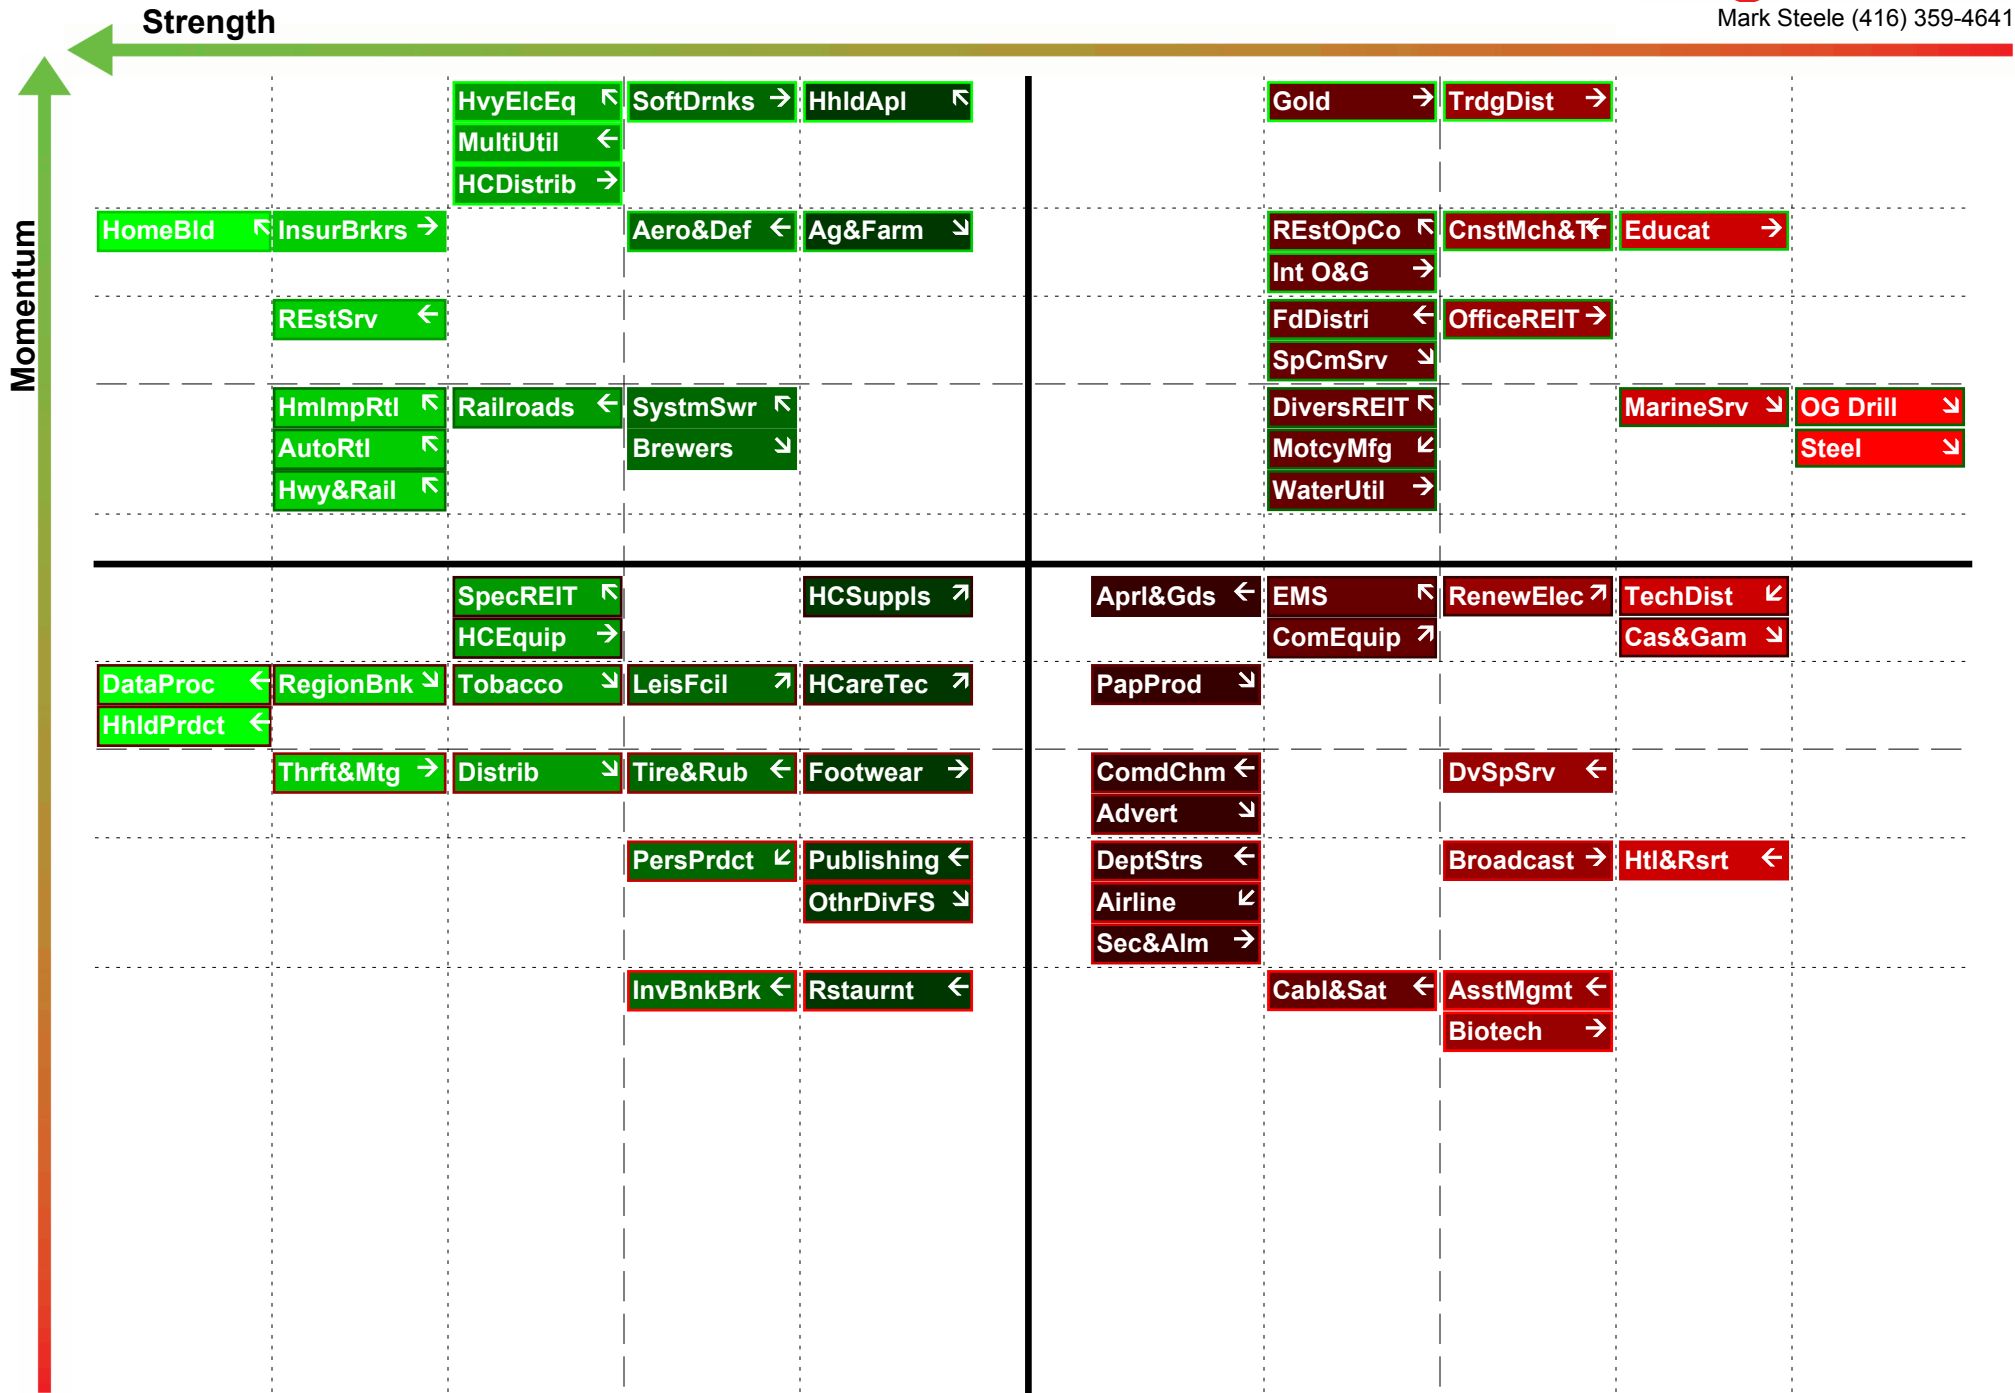 Strength
Mark Steele (416) 359-4641
Momentum
HvyElcEq SoftDrnks HhldApl Gold TrdgDist
MultiUtil
HCDistrib
HomeBld InsurBrkrs Aero&Def Ag&Farm REstOpCo CnstMch&Tr Educat
Int O&G
REstSrv FdDistri OfficeREIT
SpCmSrv
HmImpRtl Railroads SystmSwr DiversREIT MarineSrv OG Drill
AutoRtl Brewers MotcyMfg Steel
Hwy&Rail WaterUtil
SpecREIT HCSuppls Aprl&Gds EMS RenewElec TechDist
HCEquip ComEquip Cas&Gam
DataProc RegionBnk Tobacco LeisFcil HCareTec PapProd
HhldPrdct
Thrft&Mtg Distrib Tire&Rub Footwear ComdChm DvSpSrv
Advert
PersPrdct Publishing DeptStrs Broadcast Htl&Rsrt
OthrDivFS Airline
Sec&Alm
InvBnkBrk Rstaurnt Cabl&Sat AsstMgmt
Biotech